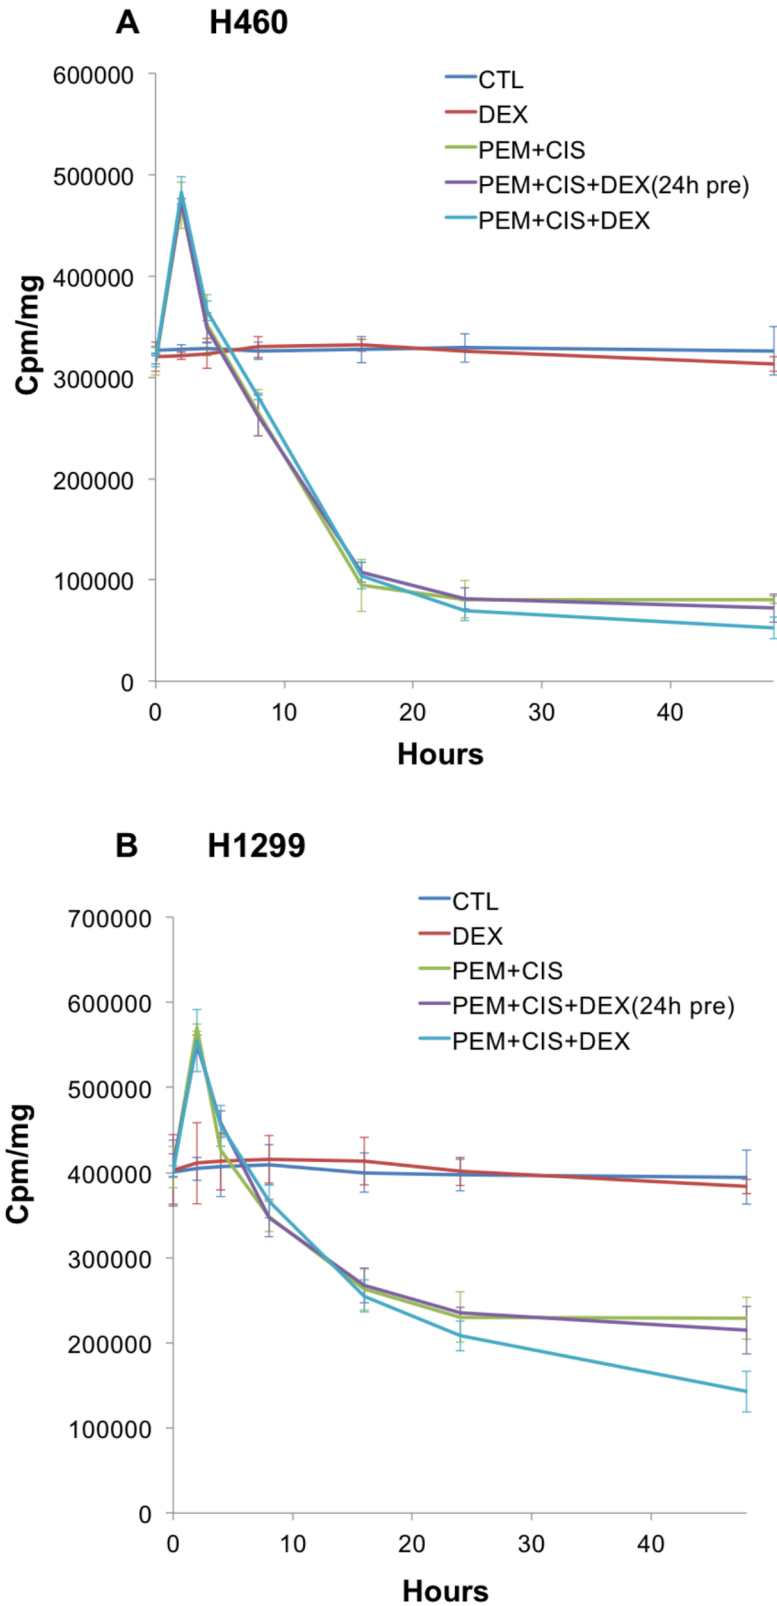 A H460
600000
CTL
DEX
500000
PEM+CIS
PEM+CIS+DEX(24h pre)
PEM+CIS+DEX
400000
Cpm/mg
300000
200000
100000
0
0 10 20 30 40
Hours
B H1299
700000
CTL
DEX
PEM+CIS
600000
PEM+CIS+DEX(24h pre)
PEM+CIS+DEX
500000
400000
Cpm/mg
300000
200000
100000
0
0 10 20 30 40
Hours